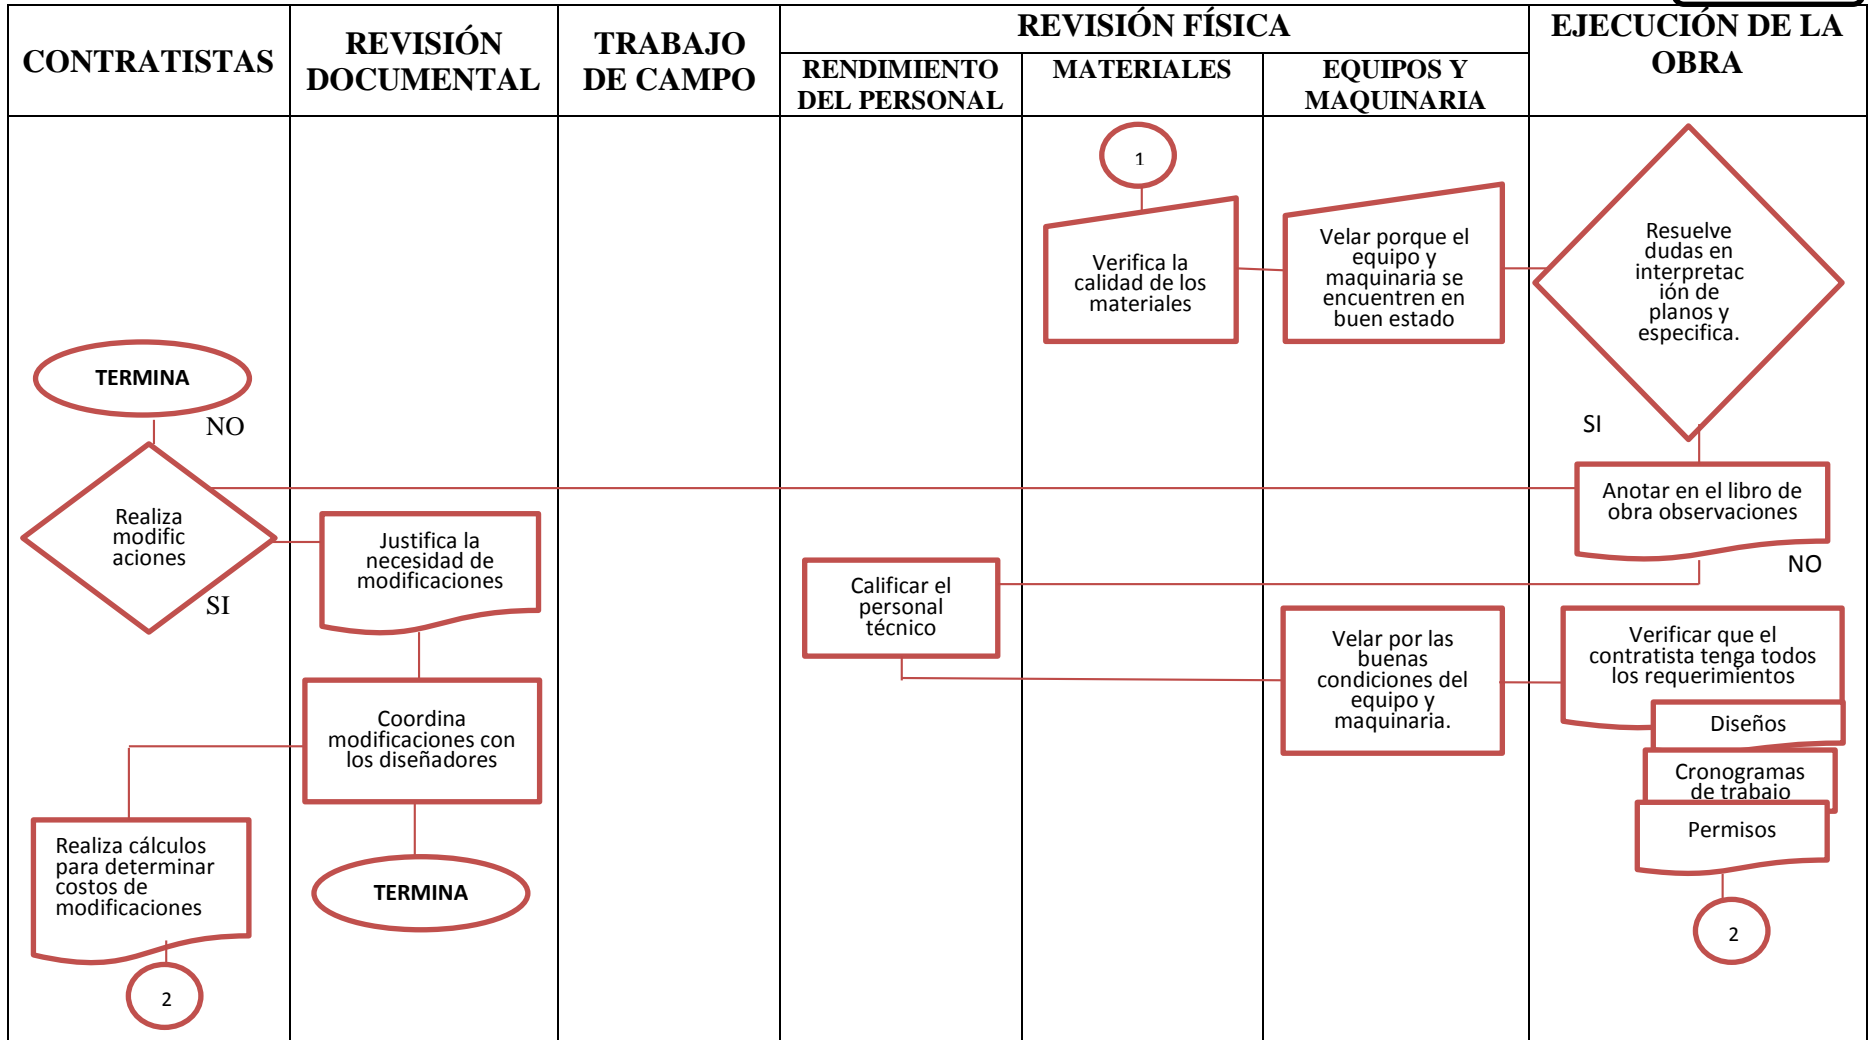 CONTRATISTAS
REVISIÓN
DOCUMENTAL
TRABAJO
DE CAMPO
REVISIÓN FÍSICA
RENDIMIENTO
DEL PERSONAL
MATERIALES
EQUIPOS Y
MAQUINARIA
EJECUCIÓN DE LA
OBRA
1
Verifica la
calidad de los
materiales
Velar porque el
equipo y
maquinaria se
encuentren en
buen estado
Resuelve
dudas en
interpretac
ión de
planos y
especifica.
TERMINA
NO
SI
Realiza
modific
aciones
SI
Justifica la
necesidad de
modificaciones
Anotar en el libro de
obra observaciones
NO
Calificar el
personal
técnico
Velar por las
buenas
condiciones del
equipo y
maquinaria.
Verificar que el
contratista tenga todos
los requerimientos
Diseños
Cronogramas
de trabajo
Permisos
2
Coordina
modificaciones con
los diseñadores
Realiza cálculos
para determinar
costos de
modificaciones
TERMINA
2